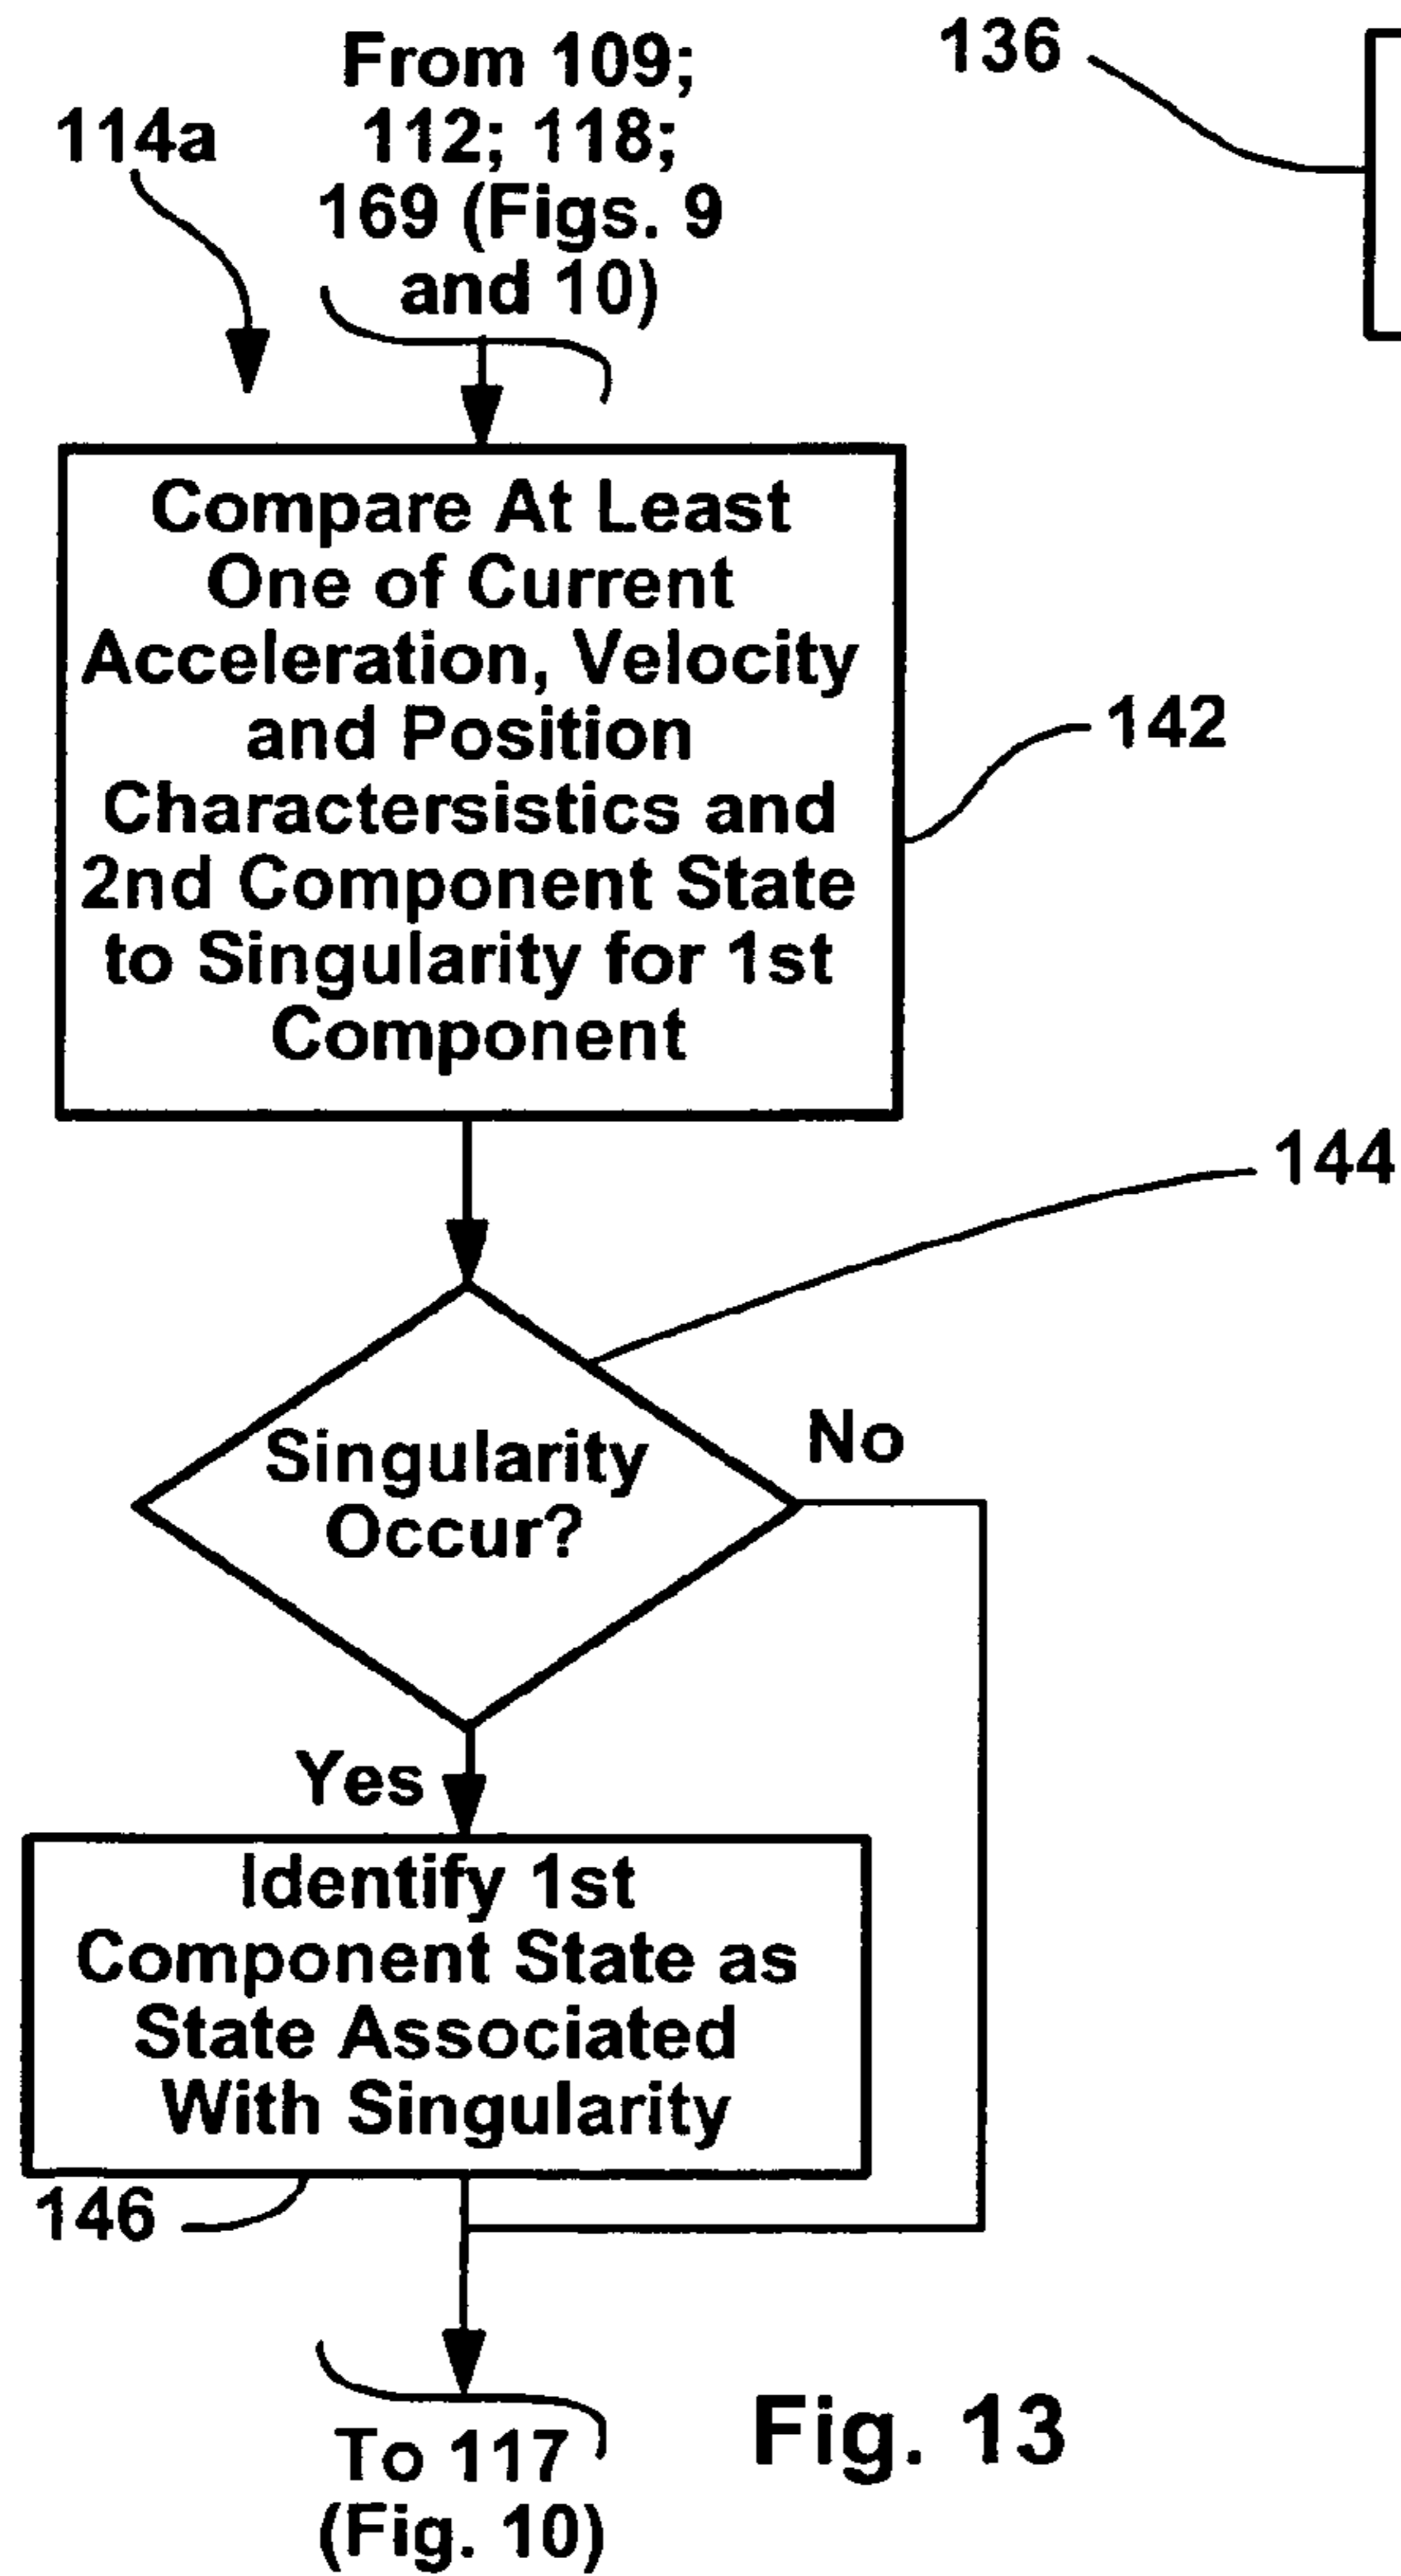 From 109;
112; 118;
169 (Figs. 9
and 10)
114a
136
Compare At Least
One of Current
Acceleration, Velocity
and Position
Charactersistics and
2nd Component State
to Singularity for 1st
Component
142
144
Singularity
Occur?
No
Yes
Identify 1st
Component State as
State Associated
With Singularity
146
To 117
(Fig. 10)
Fig. 13